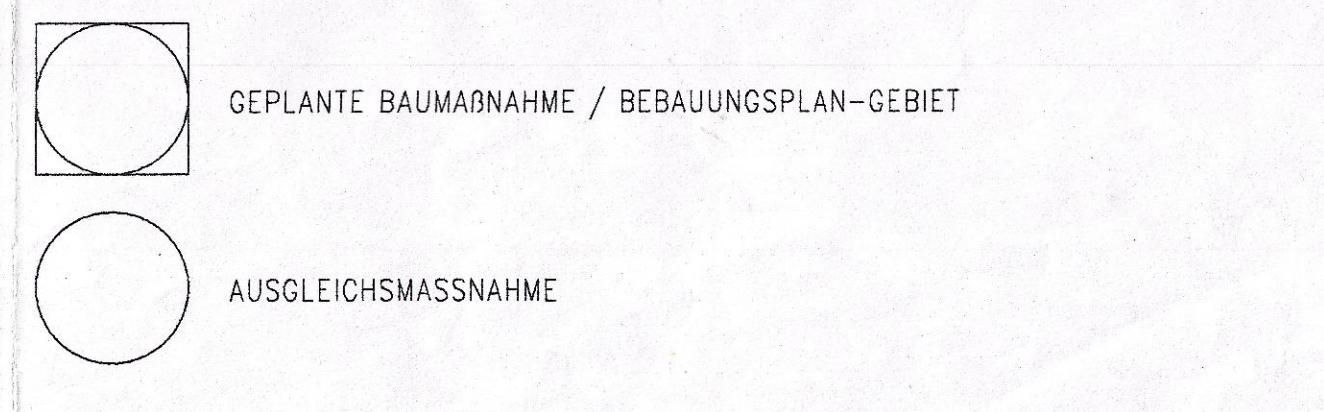 GEPLANTE BAUMAßNAHME / BEBAUUNGSPLAN-GEBIET
AUSGLEICHSMASSNAHME